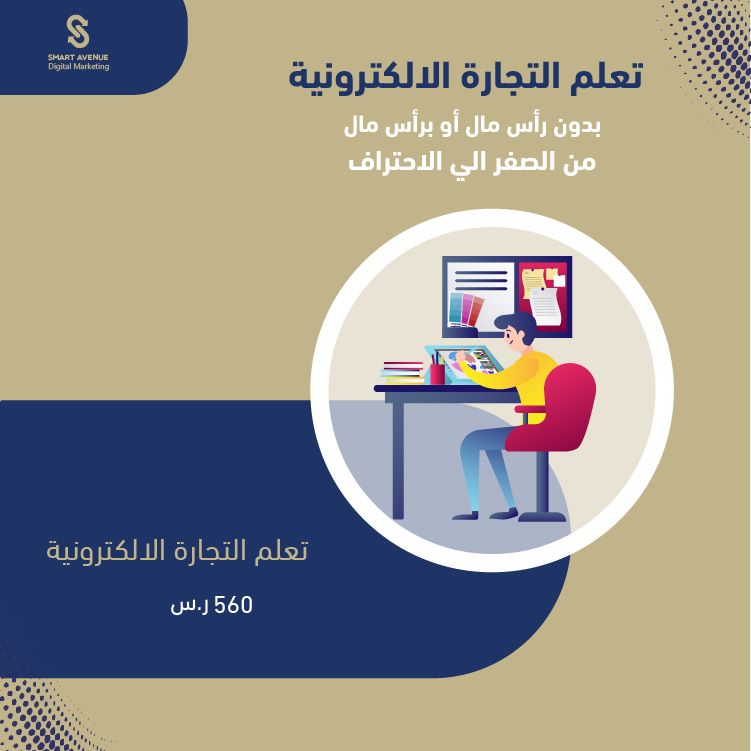 SMART AVENUE
Digital Marketing
تعلم التجارة الالكترونية
بدون رأس مال أو برأس مال
من الصفر الي الاحتراف
تعلم التجارة الالكترونية
560 ر.س